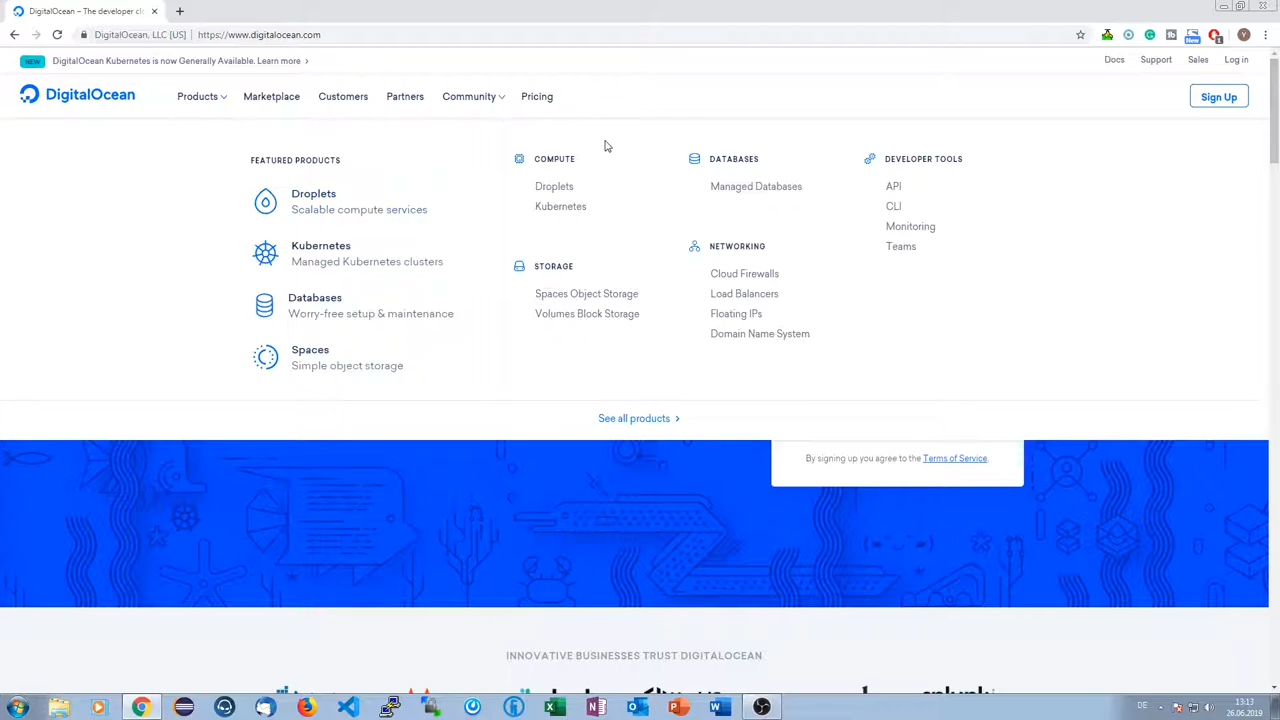 DigitalOcean – The developer clo
DigitalOcean, LLC [US]
https://www.digitalocean.com
New
1
Y
NEW
DigitalOcean Kubernetes is now Generally Available. Learn more
Docs
Support
Sales
Log in
DigitalOcean
Products
Marketplace
Customers
Partners
Community
Pricing
Sign Up
FEATURED PRODUCTS
Droplets
Scalable compute services
Kubernetes
Managed Kubernetes clusters
Databases
Worry-free setup & maintenance
Spaces
Simple object storage
COMPUTE
Droplets
Kubernetes
STORAGE
Spaces Object Storage
Volumes Block Storage
DATABASES
Managed Databases
NETWORKING
Cloud Firewalls
Load Balancers
Floating IPs
Domain Name System
DEVELOPER TOOLS
API
CLI
Monitoring
Teams
See all products
By signing up you agree to the Terms of Service.
INNOVATIVE BUSINESSES TRUST DIGITALOCEAN
splunk
DE
13:13
26.06.2019